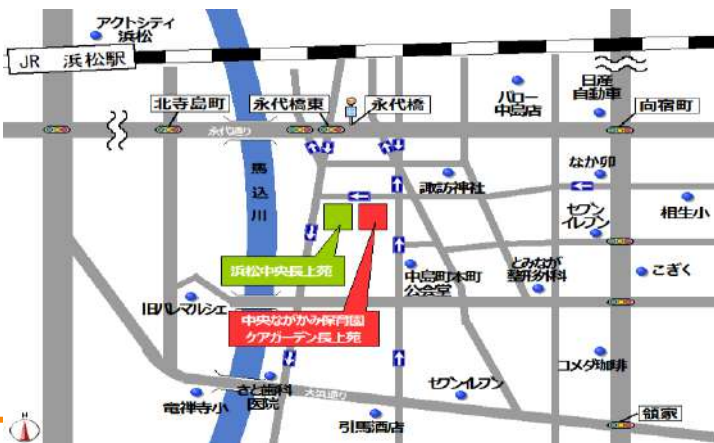 アクトシティ
浜松
JR 浜松駅
北寺島町
永代橋東
永代橋
バロー
中島店
日産
自動車
向宿町
永代通り
馬込川
諏訪神社
なか卯
セブン
イレブン
相生小
浜松中央長上苑
中島町本町
公会堂
とみなが
整形外科
こぎく
旧パレマルシェ
中央ながかみ保育園
ケアガーデン長上苑
コメダ珈琲
さと歯科
医院
セブンイレブン
竜禅寺小
引馬酒店
領家
N